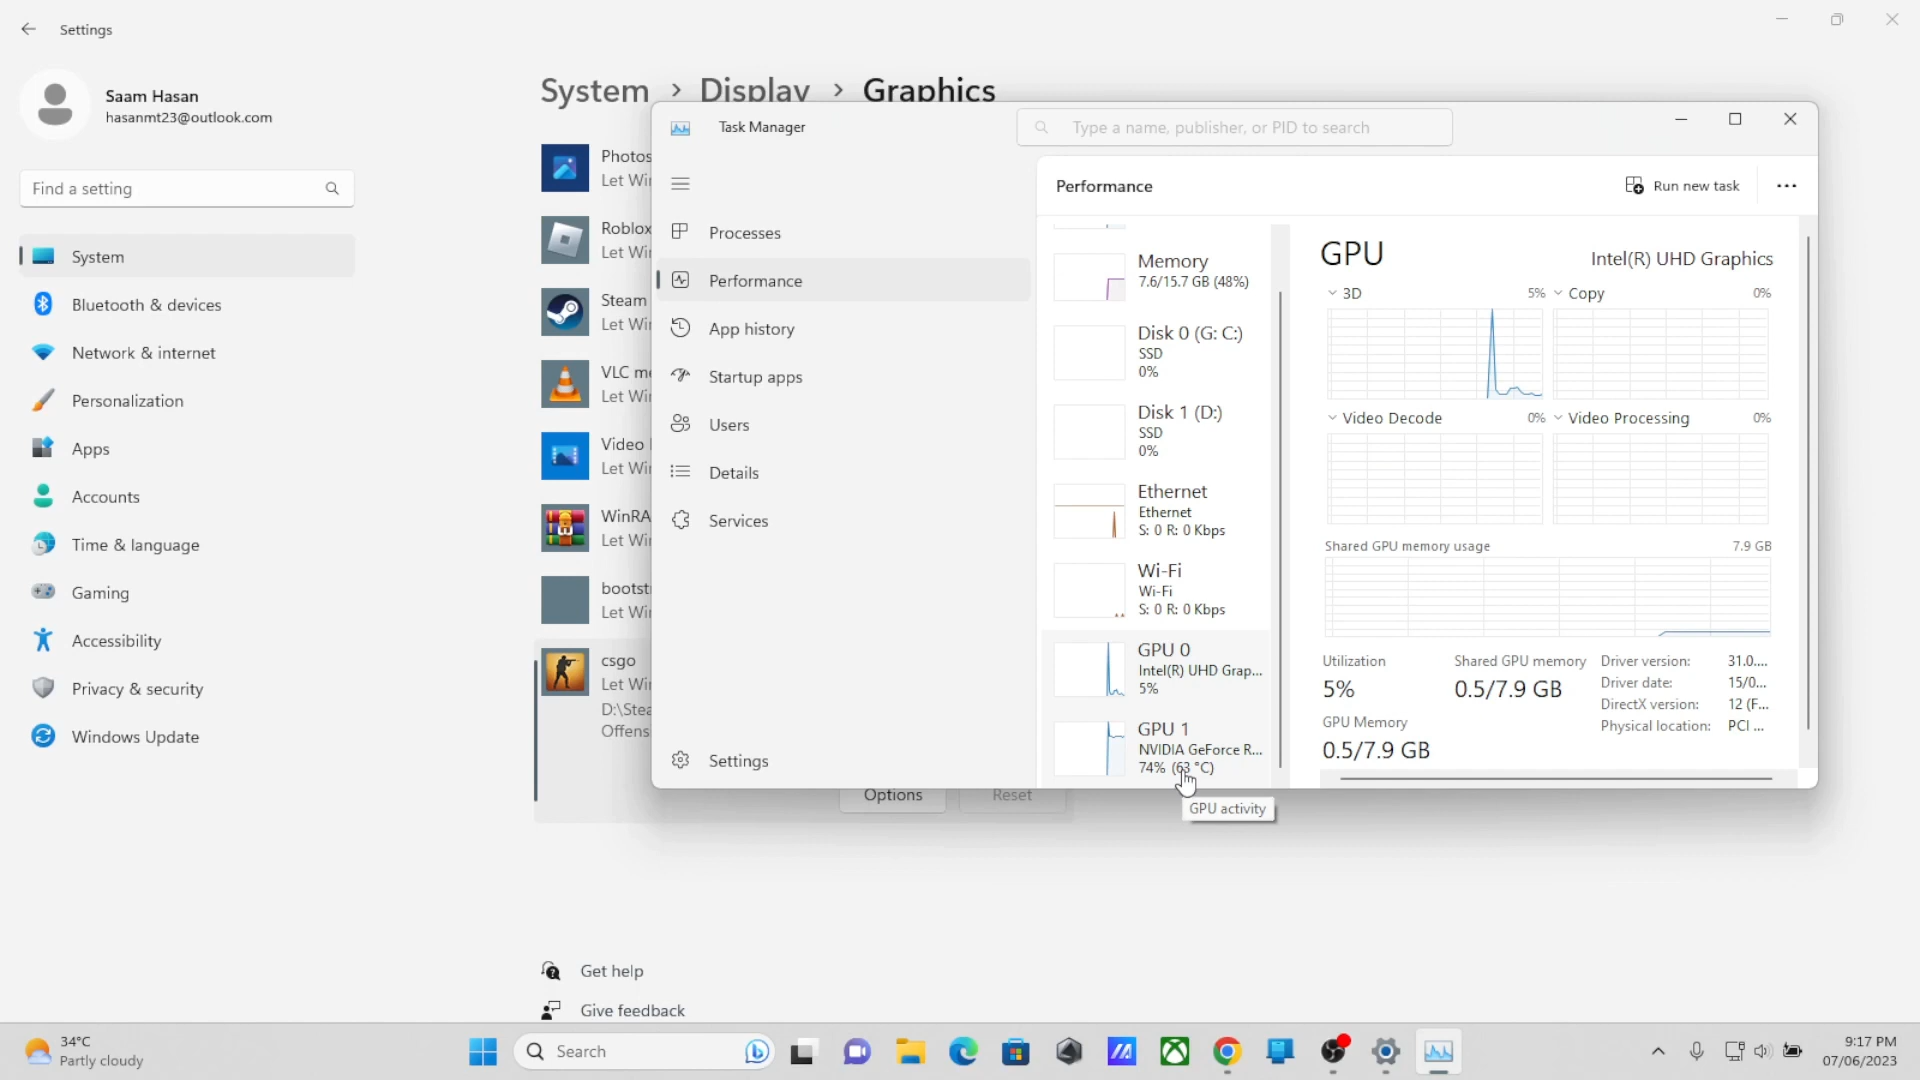 Settings
Saam Hasan
hasanmt23@outlook.com
Find a setting
System
Bluetooth & devices
Network & internet
Personalization
Apps
Accounts
Time & language
Gaming
Accessibility
Privacy & security
Windows Update
System > Display > Graphics
Photos
Let Wi
Roblox
Let Wi
Steam
Let Wi
VLC me
Let Wi
Video
Let Wi
WinRA
Let Wi
bootst
Let Wi
csgo
Let Wi
D:\Stea
Offens
Options
Reset
Get help
Give feedback
Task Manager
Type a name, publisher, or PID to search
Processes
Performance
App history
Startup apps
Users
Details
Services
Settings
Performance
Run new task
Memory
7.6/15.7 GB (48%)
Disk 0 (G: C:)
SSD
0%
Disk 1 (D:)
SSD
0%
Ethernet
Ethernet
S: 0 R: 0 Kbps
Wi-Fi
Wi-Fi
S: 0 R: 0 Kbps
GPU 0
Intel(R) UHD Grap...
5%
GPU 1
NVIDIA GeForce R...
74% (63 °C)
GPU activity
GPU
Intel(R) UHD Graphics
3D 5%
Copy 0%
Video Decode 0%
Video Processing 0%
Shared GPU memory usage 7.9 GB
Utilization
5%
Shared GPU memory
0.5/7.9 GB
GPU Memory
0.5/7.9 GB
Driver version: 31.0....
Driver date: 15/0...
DirectX version: 12 (F...
Physical location: PCI ...
34°C
Partly cloudy
Search
9:17 PM
07/06/2023